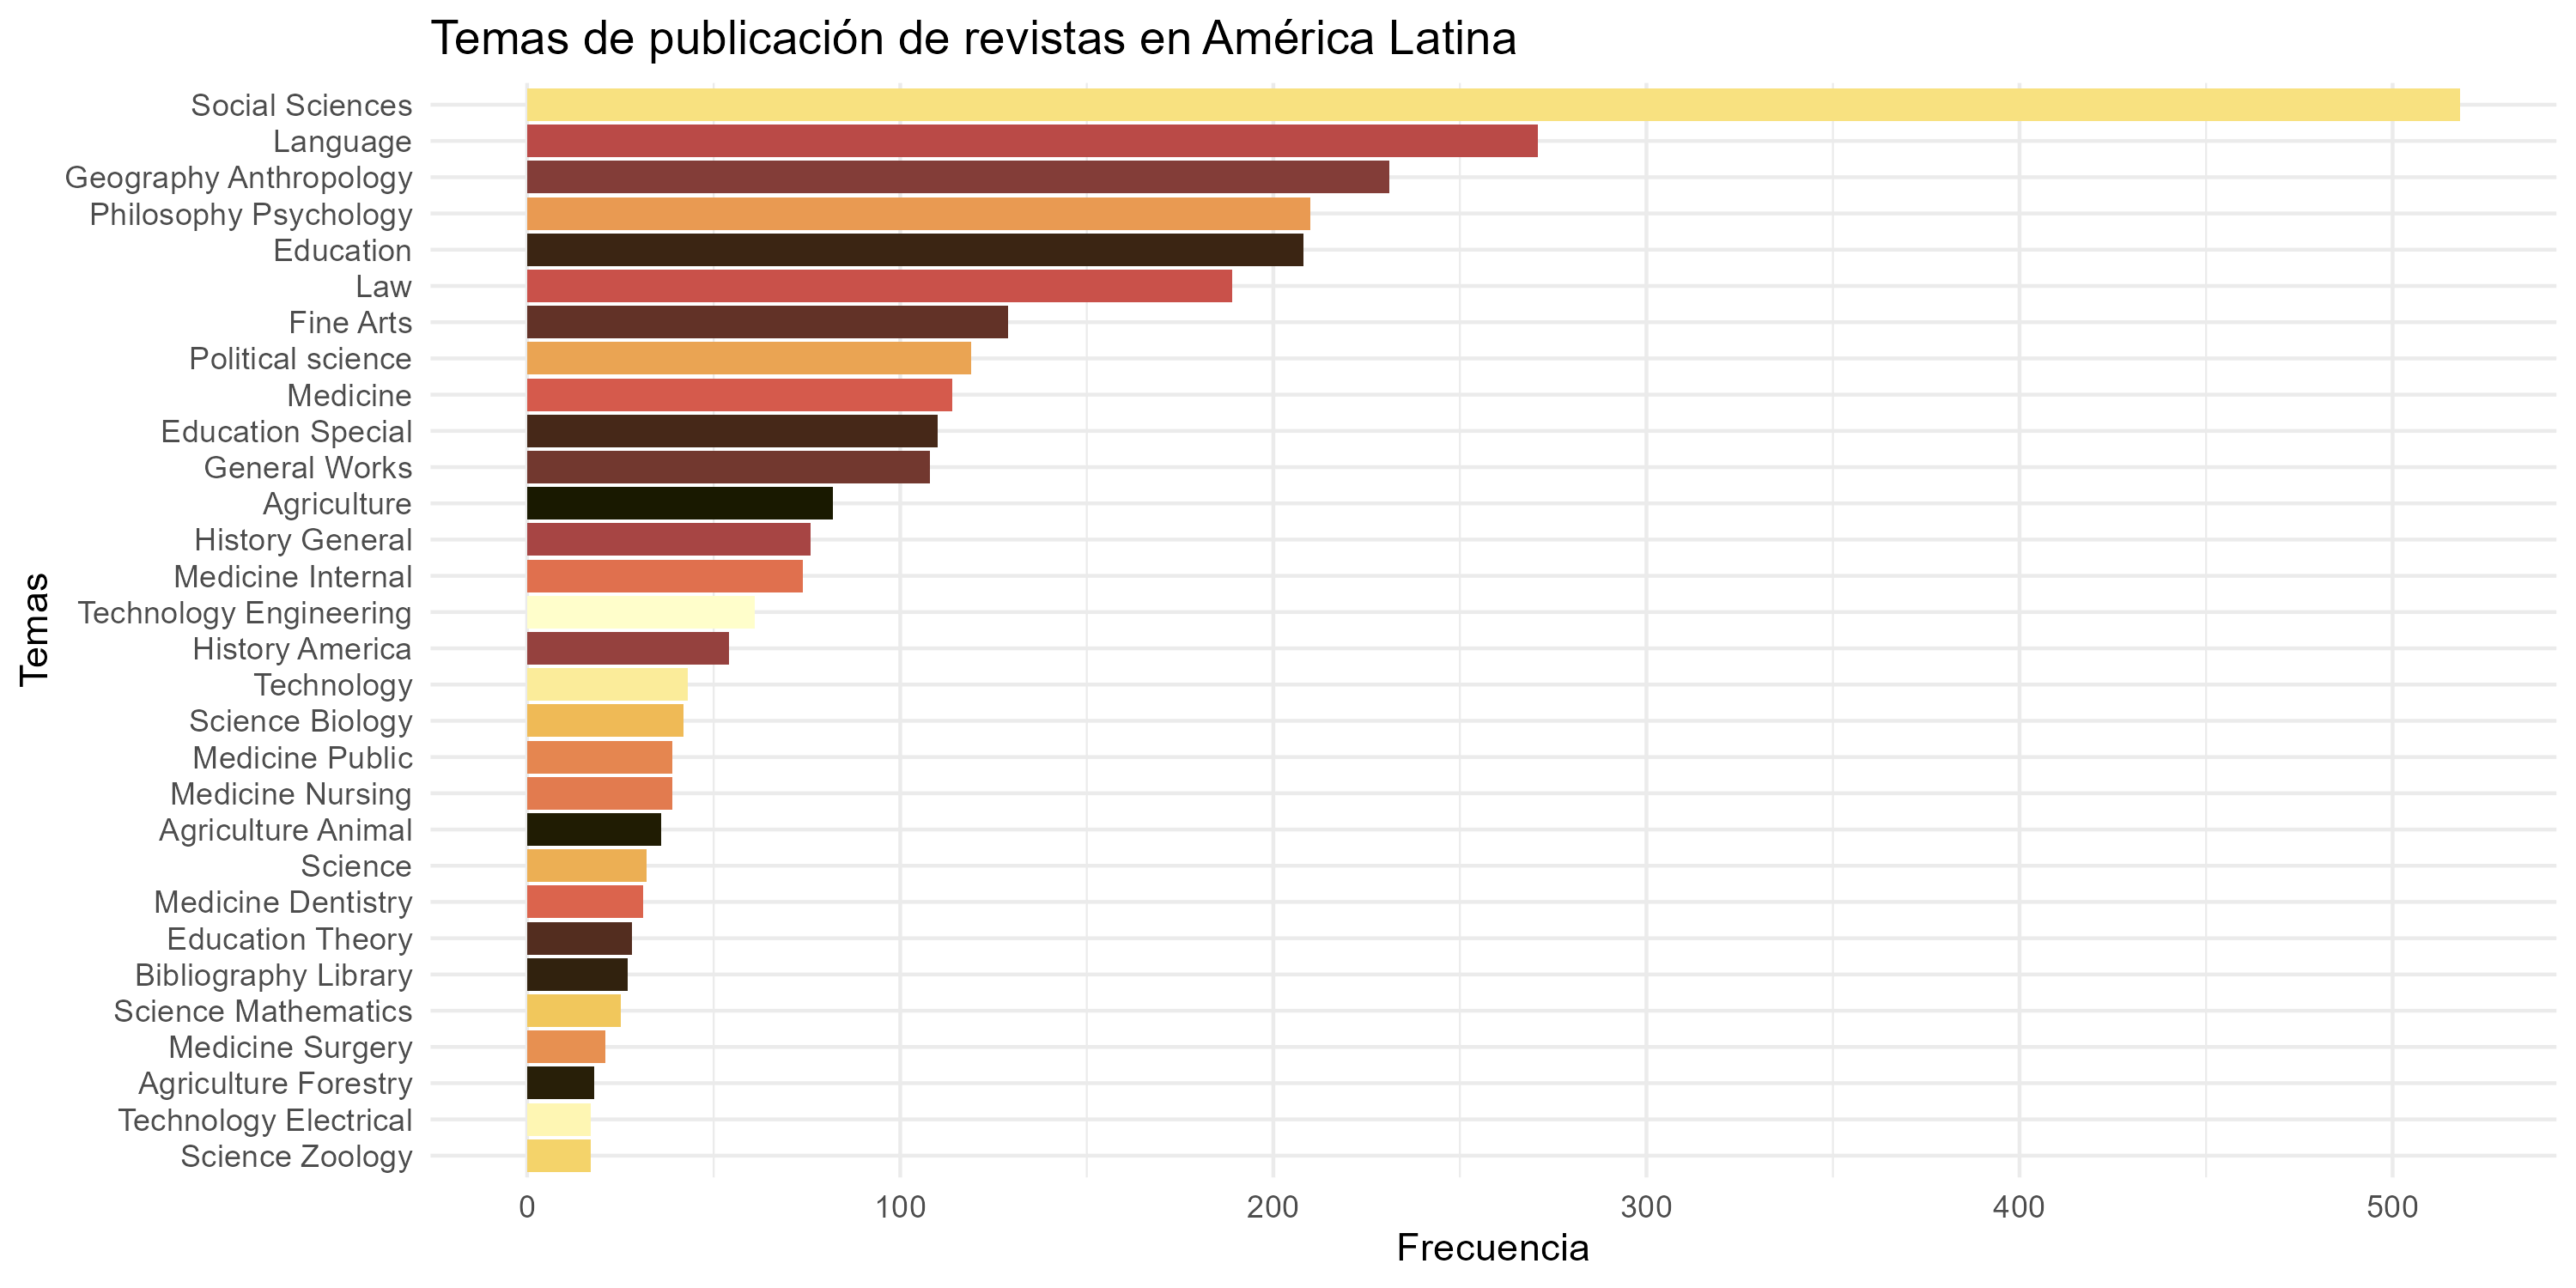 Temas de publicación de revistas en América Latina
Social Sciences
Language
Geography Anthropology
Philosophy Psychology
Education
Law
Fine Arts
Political science
Medicine
Education Special
General Works
Agriculture
History General
Medicine Internal
Technology Engineering
History America
Technology
Science Biology
Medicine Public
Medicine Nursing
Agriculture Animal
Science
Medicine Dentistry
Education Theory
Bibliography Library
Science Mathematics
Medicine Surgery
Agriculture Forestry
Technology Electrical
Science Zoology
Temas
0 100 200 300 400 500
Frecuencia